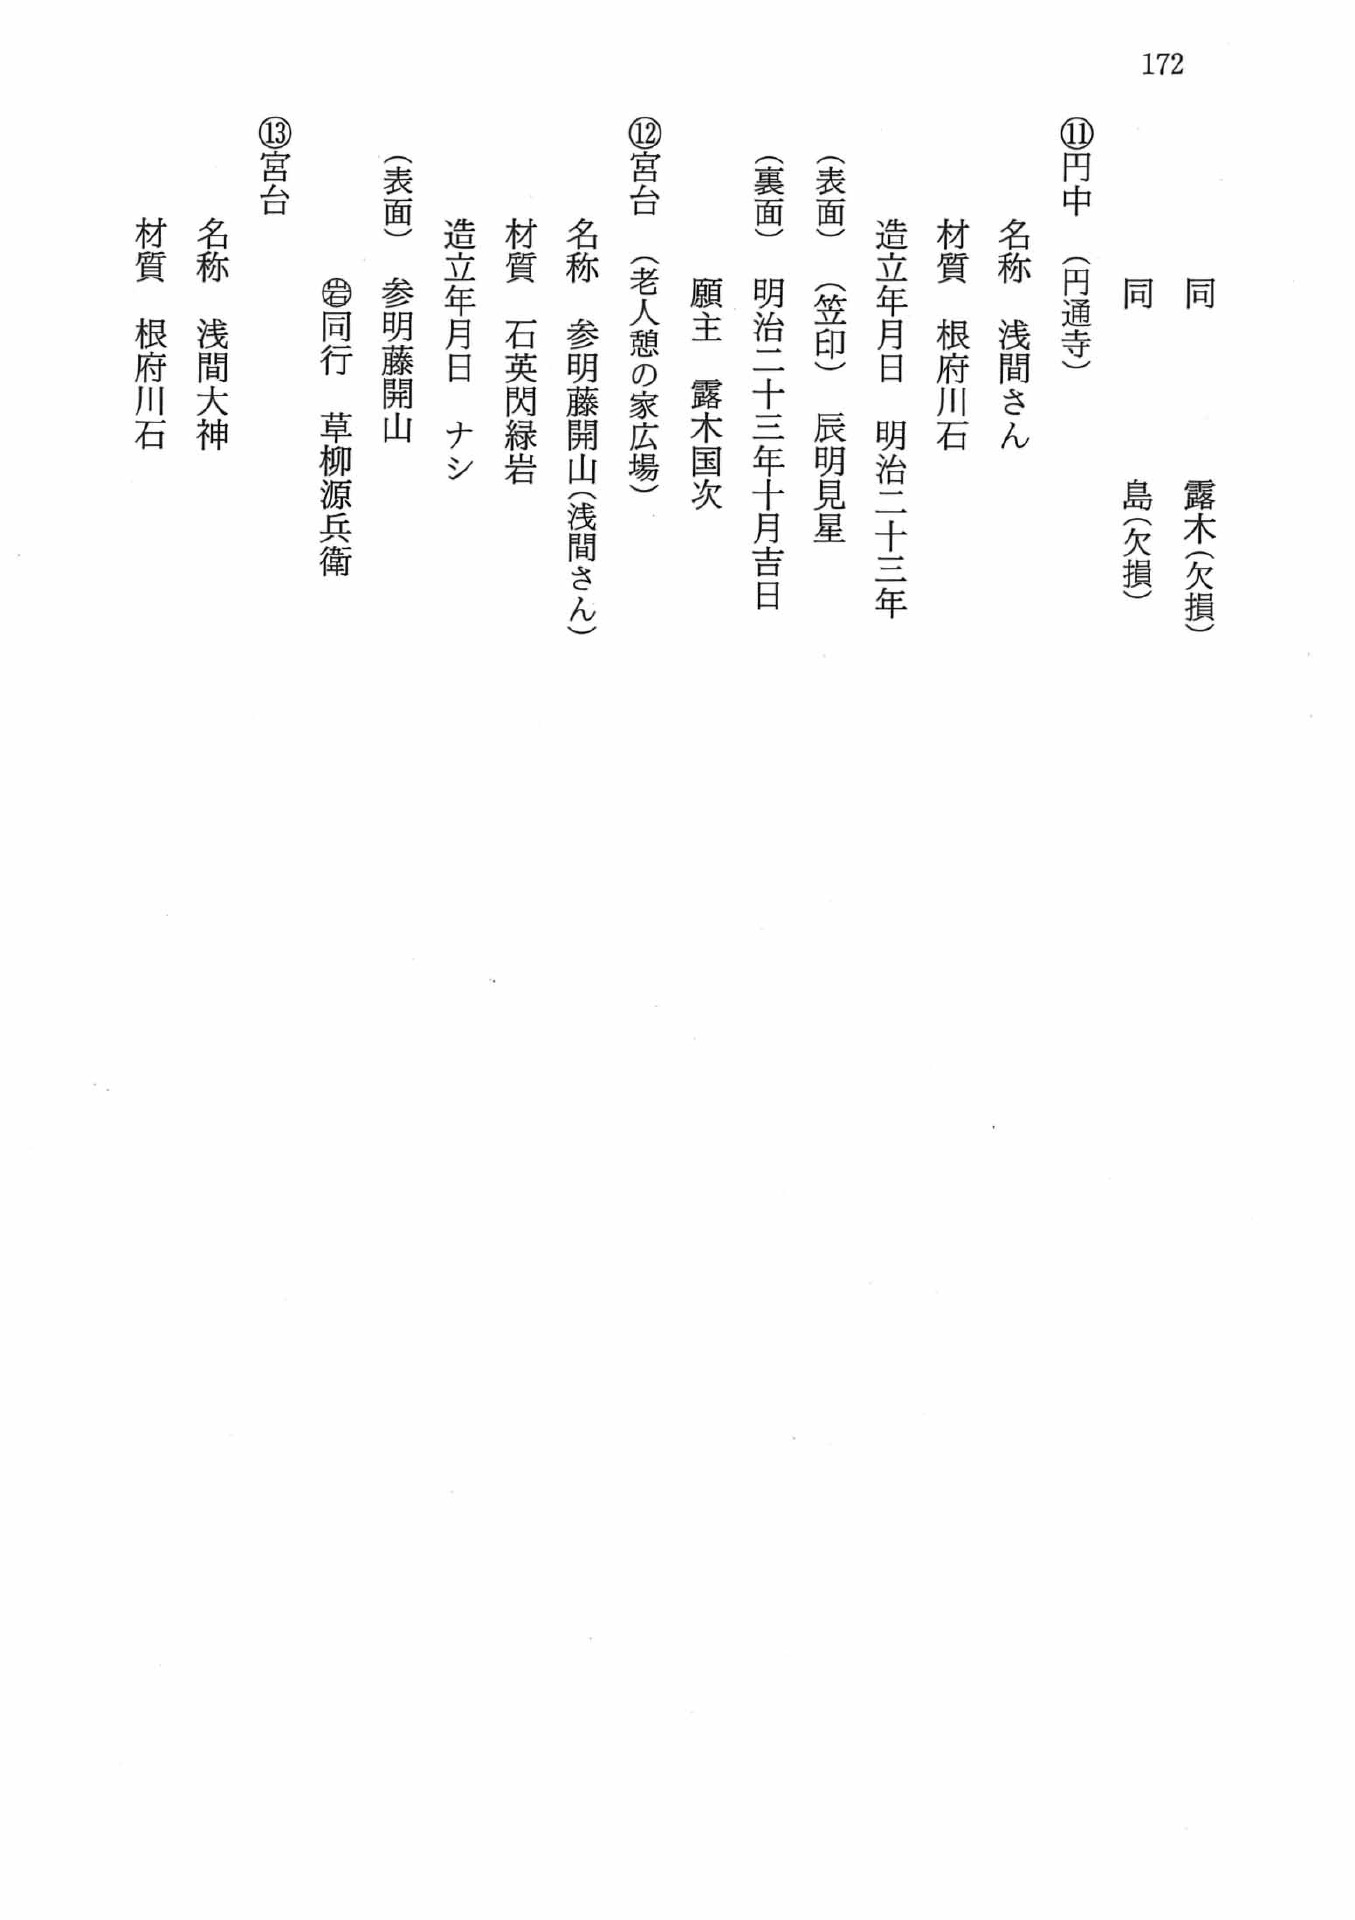 172
同　　　　　露木（欠損）
同　　　　　島（欠損）
⑪円中　（円通寺）
名称　浅間さん
材質　根府川石
造立年月日　明治二十三年
（表面）　（笠印）　辰明見星
（裏面）　明治二十三年十月吉日
願主　露木国次
⑫宮台　（老人憩の家広場）
名称　参明藤開山（浅間さん）
材質　石英閃緑岩
造立年月日　ナシ
（表面）　参明藤開山
㊀同行　草柳源兵衛
⑬宮台
名称　浅間大神
材質　根府川石